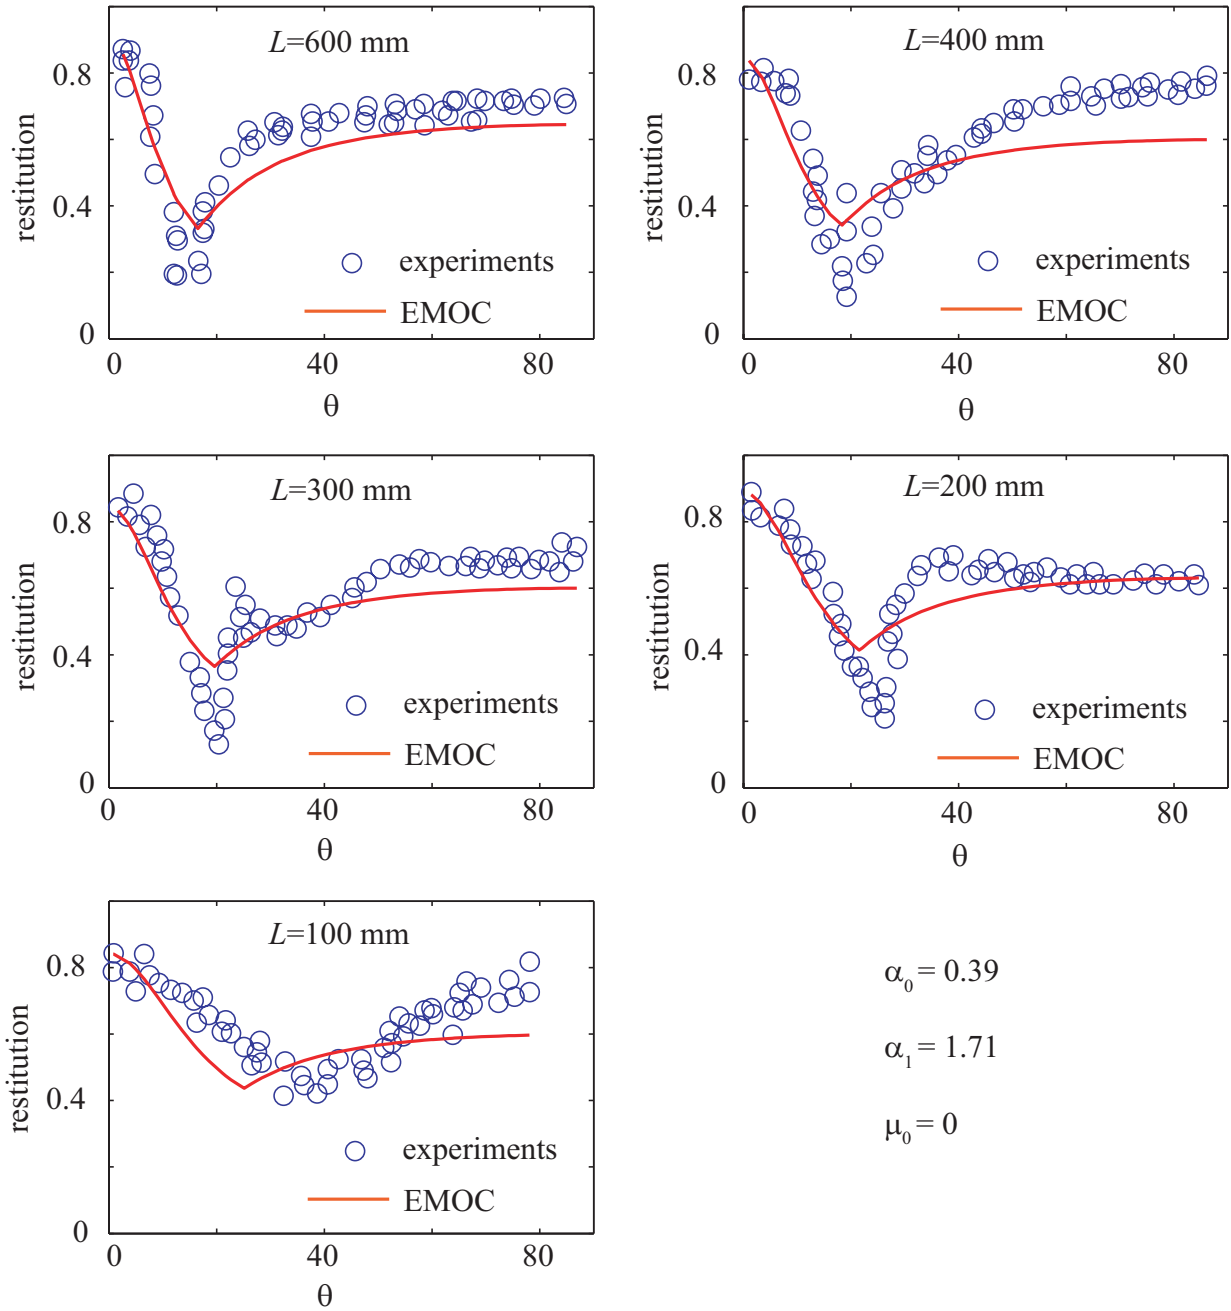 L=600 mm
restitution
0.8
0.4
0
experiments
EMOC
0 40 80
θ
L=400 mm
restitution
0.8
0.4
0
experiments
EMOC
0 40 80
θ
L=300 mm
restitution
0.8
0.4
0
experiments
EMOC
0 40 80
θ
L=200 mm
restitution
0.8
0.4
0
experiments
EMOC
0 40 80
θ
L=100 mm
restitution
0.8
0.4
0
experiments
EMOC
0 40 80
θ
α₀ = 0.39
α₁ = 1.71
μ₀ = 0